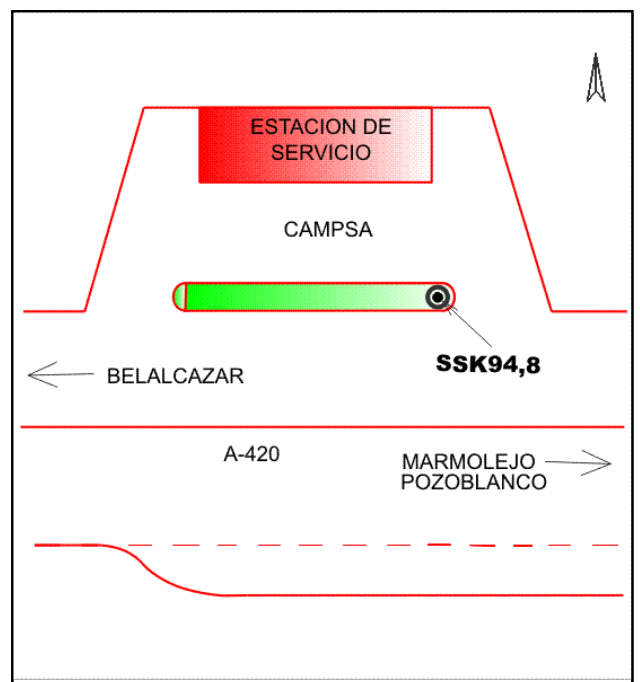 ESTACION DE
SERVICIO
CAMPSA
SSK94,8
BELALCAZAR
A-420
MARMOLEJO
POZOBLANCO